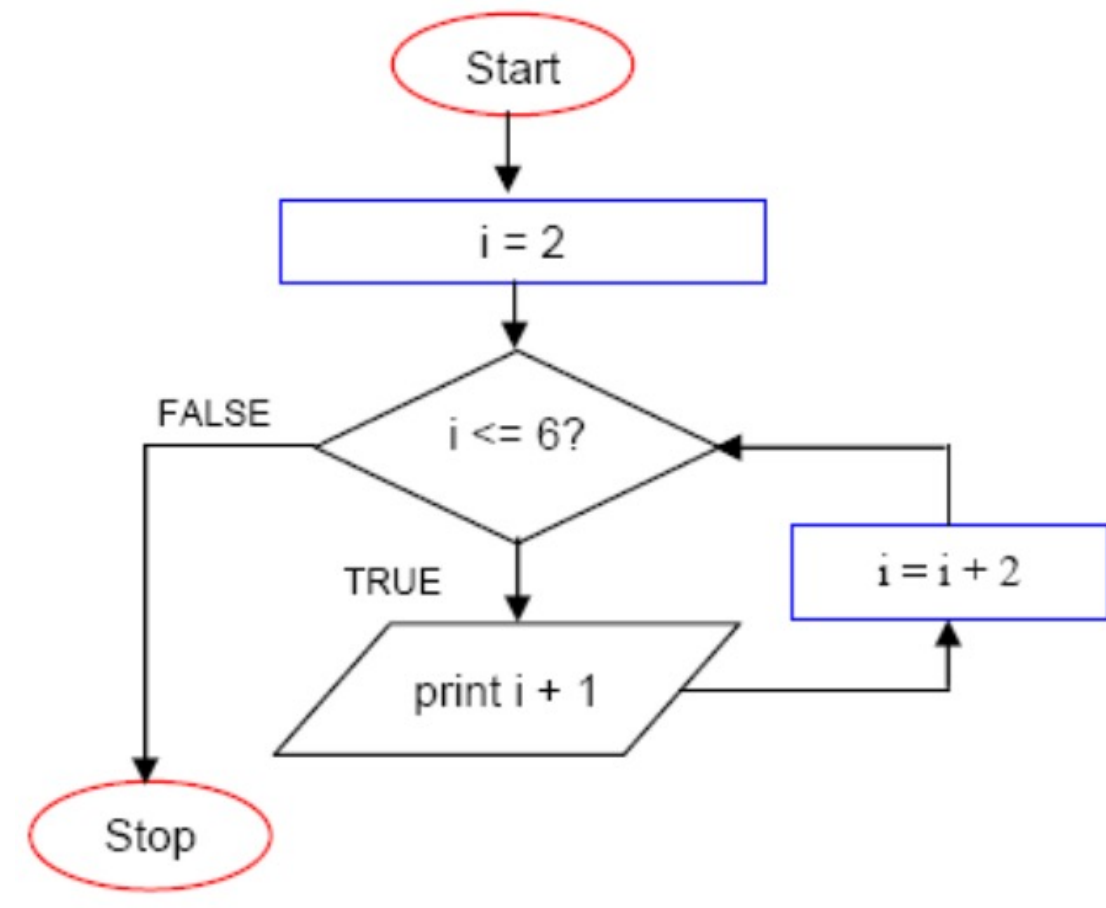 Start
i = 2
i <= 6?
FALSE
TRUE
i = i + 2
print i + 1
Stop